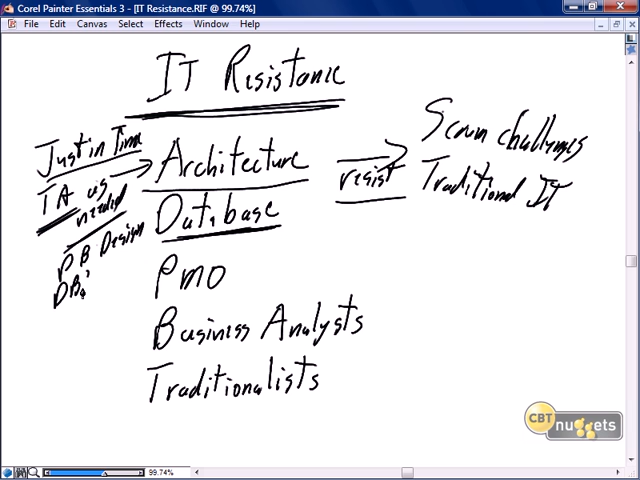 Corel Painter Essentials 3 - [IT Resistance.RIF @ 99.74%]
File Edit Canvas Select Effects Window Help
IT Resistance
Just in Time
TA as needed
DB Design
Architecture
Database
PMO
Business Analysts
Traditionalists
resist
Scrum challenges
Traditional IT
CBT nuggets
99.74%